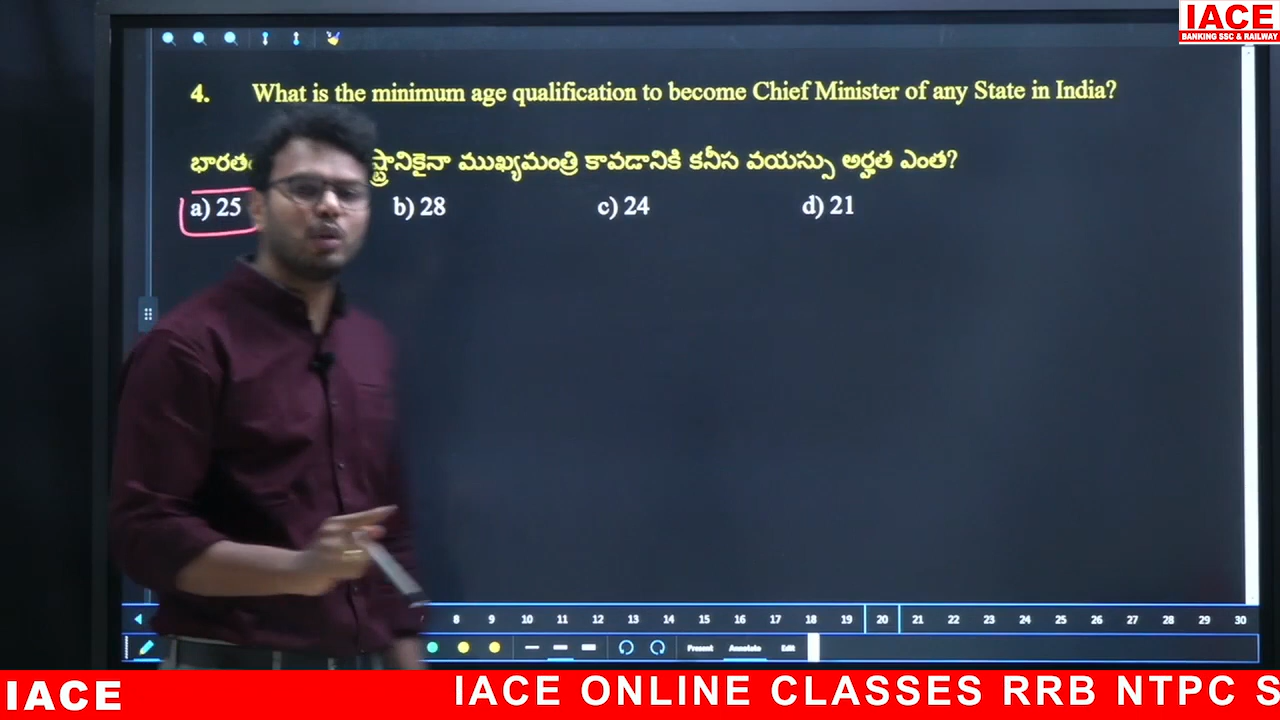 IACE
BANKING SSC & RAILWAY
4. What is the minimum age qualification to become Chief Minister of any State in India?
ముఖ్యమంత్రి కావడానికి కనీస వయస్సు అర్హత ఏంత?
a) 25 b) 28 c) 24 d) 21
8 9 10 11 12 13 14 15 16 17 18 19 20 21 22 23 24 25 26 27 28 29 30
Present Annotate Edit
IACE IACE ONLINE CLASSES RRB NTPC S